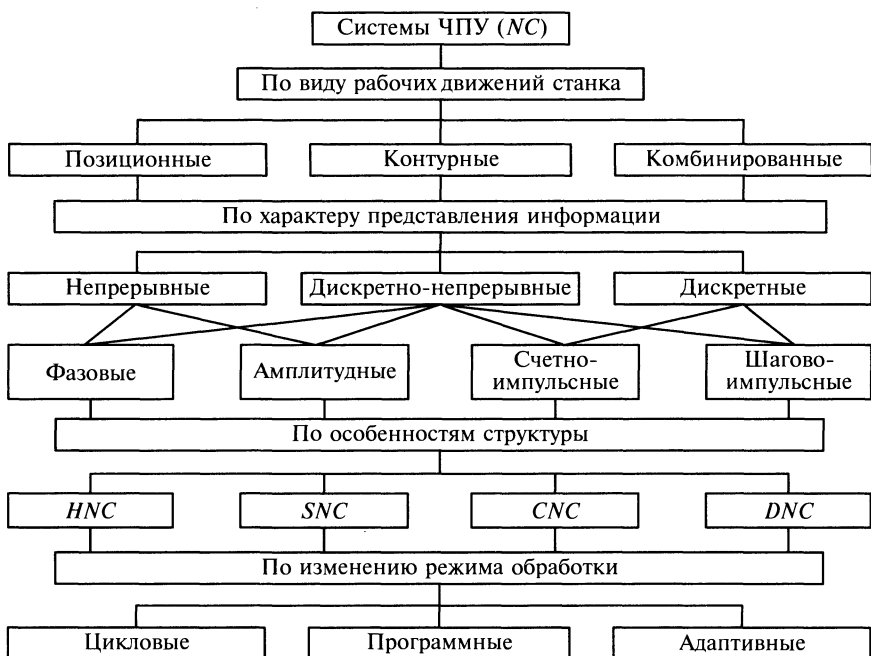 Системы ЧПУ (NC)
По виду рабочих движений станка
Позиционные
Контурные
Комбинированные
По характеру представления информации
Непрерывные
Дискретно-непрерывные
Дискретные
Фазовые
Амплитудные
Счетно-
импульсные
Шагово-
импульсные
По особенностям структуры
HNC
SNC
CNC
DNC
По изменению режима обработки
Цикловые
Программные
Адаптивные